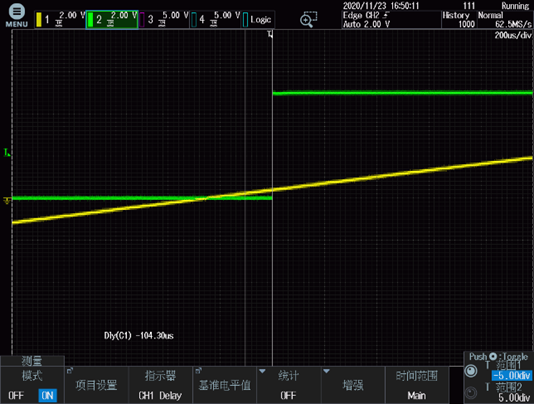 MENU
1 2.00 V 2 2.00 V 3 5.00 V 4 5.00 V Logic
2020/11/23 16:50:11 111 Running
Edge CH2 History Normal
Auto 2.00 V 1000 62.5MS/s
200us/div
Dly(C1) -104.30us
测量
模式
OFF ON
项目设置
指示器
CH1 Delay
基准电平值
统计
OFF
增强
时间范围
Main
Push :Toggle
T 范围1
-5.00div
T 范围2
5.00div